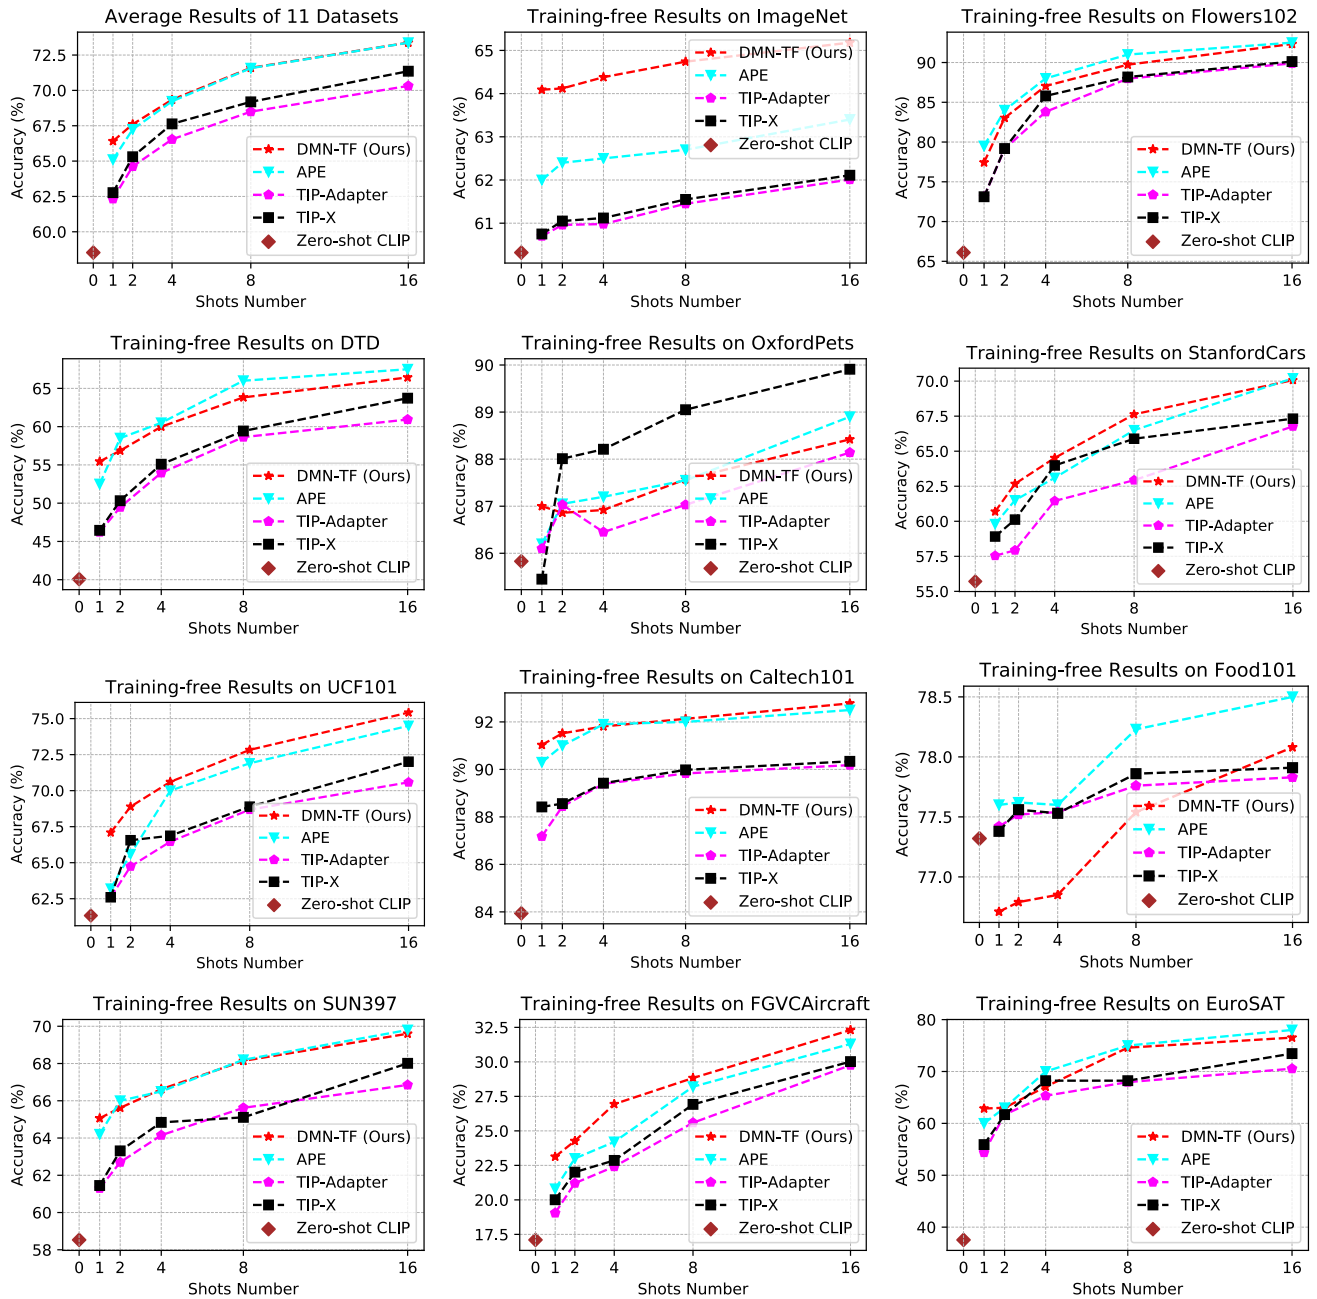 Average Results of 11 Datasets
Accuracy (%)
72.5
70.0
67.5
65.0
62.5
60.0
DMN-TF (Ours)
APE
TIP-Adapter
TIP-X
Zero-shot CLIP
0 1 2 4 8 16
Shots Number
Training-free Results on ImageNet
Accuracy (%)
65
64
63
62
61
DMN-TF (Ours)
APE
TIP-Adapter
TIP-X
Zero-shot CLIP
0 1 2 4 8 16
Shots Number
Training-free Results on Flowers102
Accuracy (%)
90
85
80
75
70
65
DMN-TF (Ours)
APE
TIP-Adapter
TIP-X
Zero-shot CLIP
0 1 2 4 8 16
Shots Number
Training-free Results on DTD
Accuracy (%)
65
60
55
50
45
40
DMN-TF (Ours)
APE
TIP-Adapter
TIP-X
Zero-shot CLIP
0 1 2 4 8 16
Shots Number
Training-free Results on OxfordPets
Accuracy (%)
90
89
88
87
86
DMN-TF (Ours)
APE
TIP-Adapter
TIP-X
Zero-shot CLIP
0 1 2 4 8 16
Shots Number
Training-free Results on StanfordCars
Accuracy (%)
70.0
67.5
65.0
62.5
60.0
57.5
55.0
DMN-TF (Ours)
APE
TIP-Adapter
TIP-X
Zero-shot CLIP
0 1 2 4 8 16
Shots Number
Training-free Results on UCF101
Accuracy (%)
75.0
72.5
70.0
67.5
65.0
62.5
DMN-TF (Ours)
APE
TIP-Adapter
TIP-X
Zero-shot CLIP
0 1 2 4 8 16
Shots Number
Training-free Results on Caltech101
Accuracy (%)
92
90
88
86
84
DMN-TF (Ours)
APE
TIP-Adapter
TIP-X
Zero-shot CLIP
0 1 2 4 8 16
Shots Number
Training-free Results on Food101
Accuracy (%)
78.5
78.0
77.5
77.0
DMN-TF (Ours)
APE
TIP-Adapter
TIP-X
Zero-shot CLIP
0 1 2 4 8 16
Shots Number
Training-free Results on SUN397
Accuracy (%)
70
68
66
64
62
60
58
DMN-TF (Ours)
APE
TIP-Adapter
TIP-X
Zero-shot CLIP
0 1 2 4 8 16
Shots Number
Training-free Results on FGVCAircraft
Accuracy (%)
32.5
30.0
27.5
25.0
22.5
20.0
17.5
DMN-TF (Ours)
APE
TIP-Adapter
TIP-X
Zero-shot CLIP
0 1 2 4 8 16
Shots Number
Training-free Results on EuroSAT
Accuracy (%)
80
70
60
50
40
DMN-TF (Ours)
APE
TIP-Adapter
TIP-X
Zero-shot CLIP
0 1 2 4 8 16
Shots Number